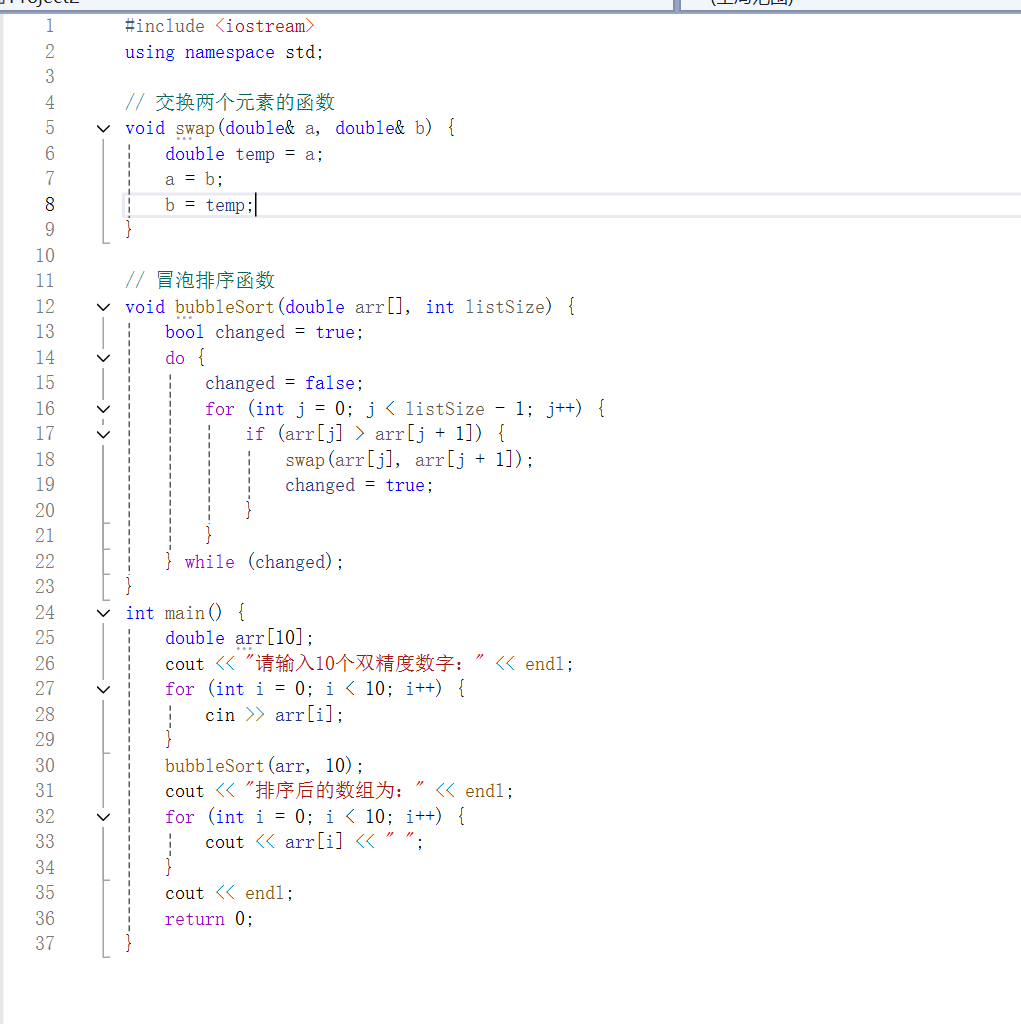 #include <iostream>
using namespace std;
// 交换两个元素的函数
void swap(double& a, double& b) {
    double temp = a;
    a = b;
    b = temp;
}
// 冒泡排序函数
void bubbleSort(double arr[], int listSize) {
    bool changed = true;
    do {
        changed = false;
        for (int j = 0; j < listSize - 1; j++) {
            if (arr[j] > arr[j + 1]) {
                swap(arr[j], arr[j + 1]);
                changed = true;
            }
        }
    } while (changed);
}
int main() {
    double arr[10];
    cout << "请输入10个双精度数字：" << endl;
    for (int i = 0; i < 10; i++) {
        cin >> arr[i];
    }
    bubbleSort(arr, 10);
    cout << "排序后的数组为：" << endl;
    for (int i = 0; i < 10; i++) {
        cout << arr[i] << " ";
    }
    cout << endl;
    return 0;
}